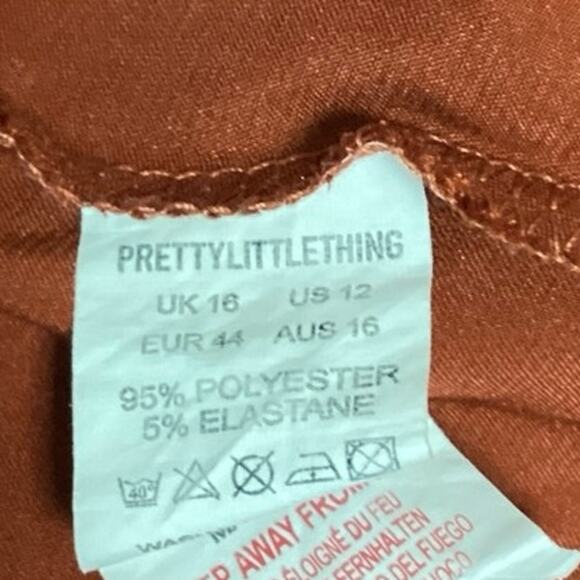 PRETTYLITTLETHING
UK 16 US 12
EUR 44 AUS 16
95% POLYESTER
5% ELASTANE
40°
AWAY FROM
ÉLOIGNÉ DU FEU
FERNHALTEN
DEL FUEGO